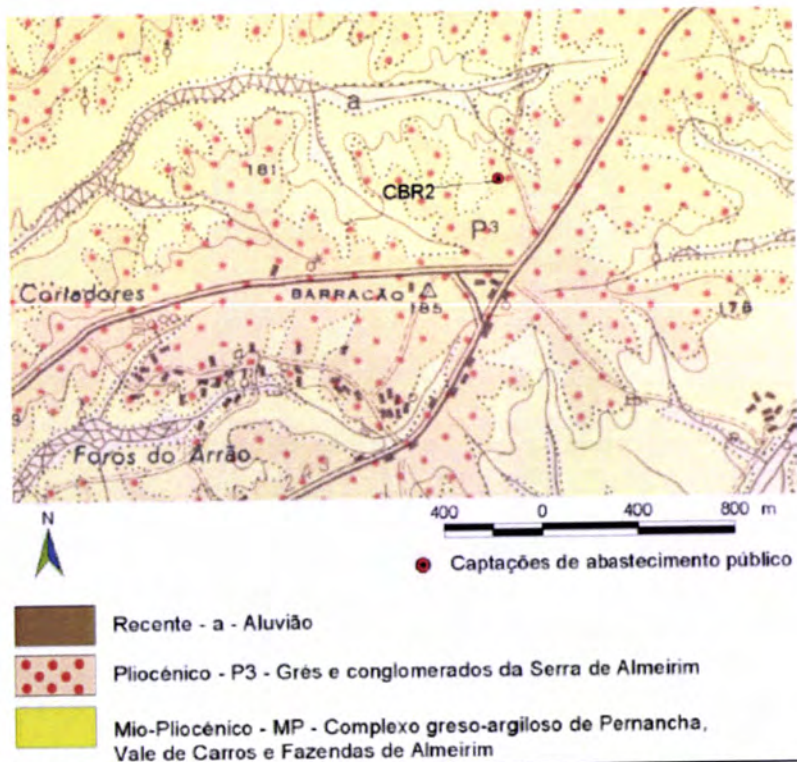 a
181
CBR2
P3
Cortadores
BARRACÃO
185
178
Foros do Arrão
N
400 0 400 800 m
Captações de abastecimento público
Recente - a - Aluvião
Pliocénico - P3 - Grés e conglomerados da Serra de Almeirim
Mio-Pliocénico - MP - Complexo greso-argiloso de Pernancha,
Vale de Carros e Fazendas de Almeirim